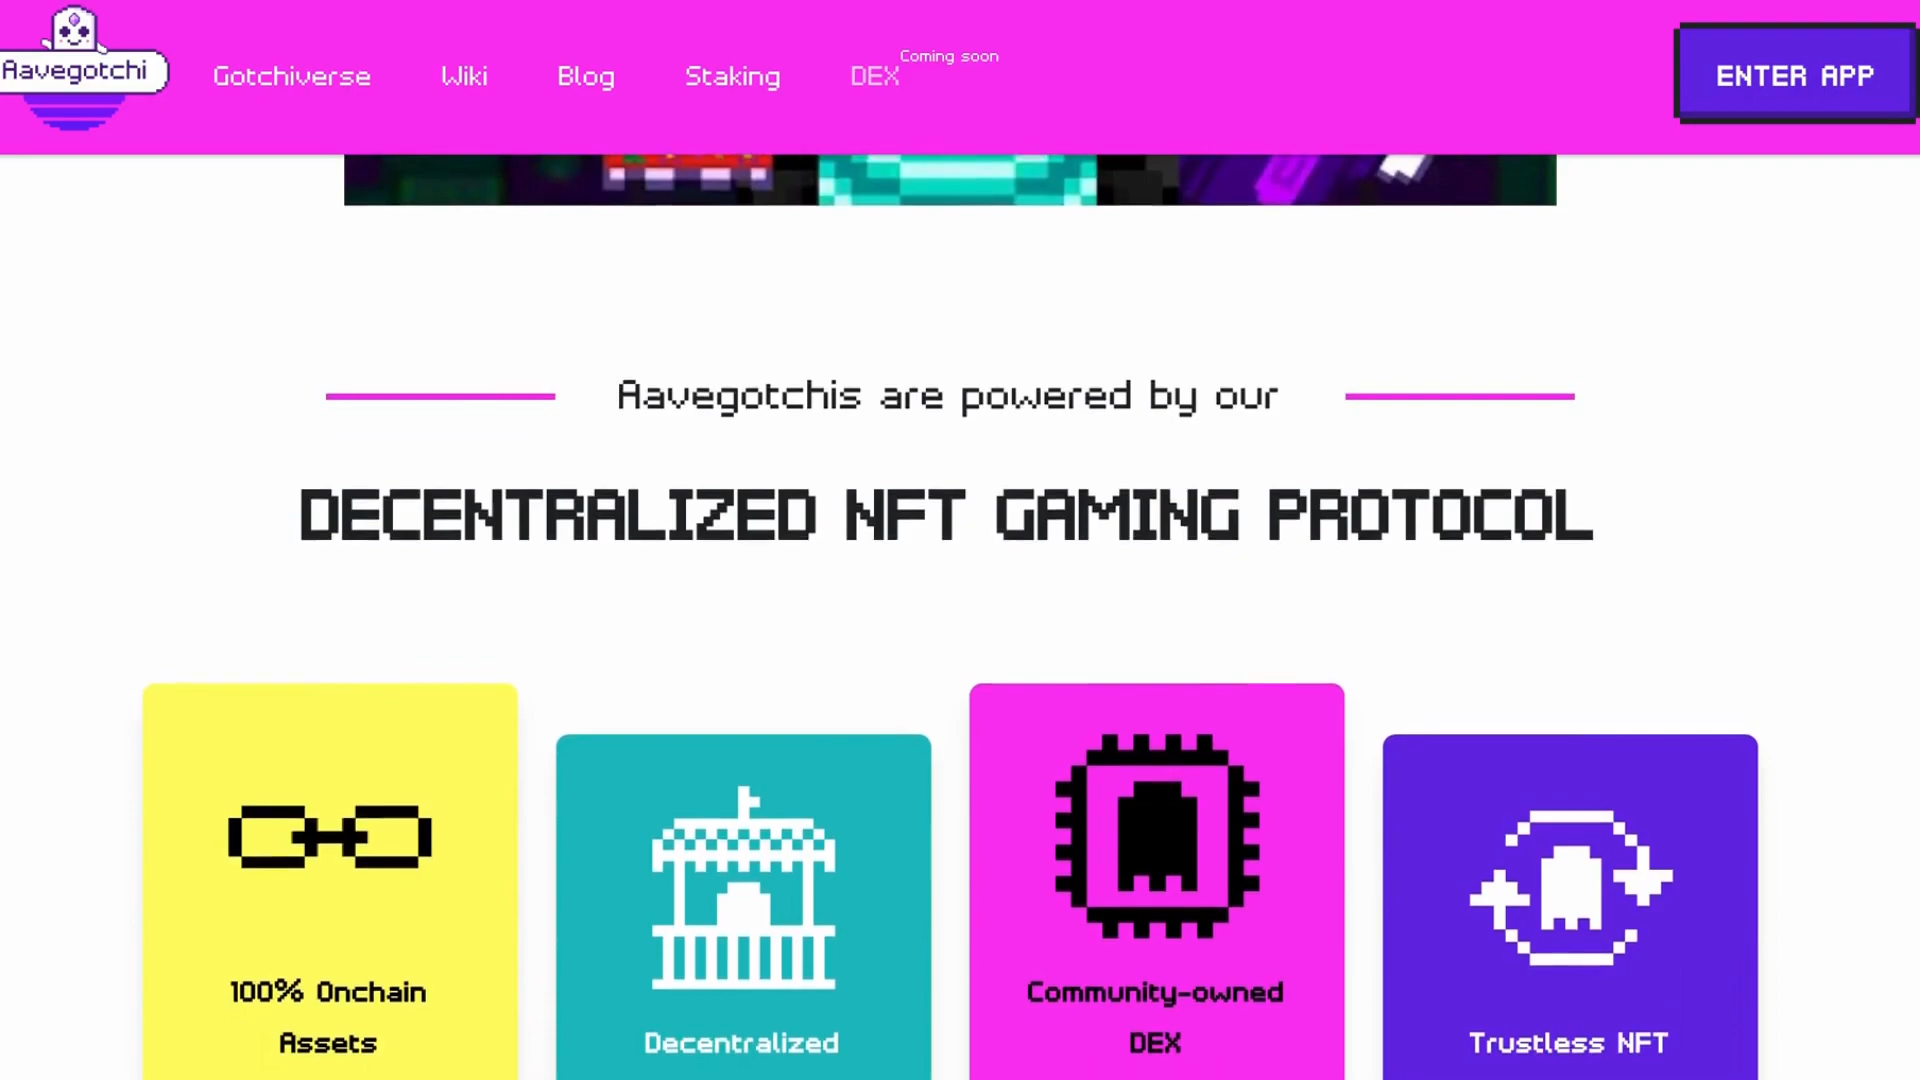 Aavegotchi
Gotchiverse
Wiki
Blog
Staking
DEX
Coming soon
ENTER APP
Aavegotchis are powered by our
DECENTRALIZED NFT GAMING PROTOCOL
100% Onchain
Assets
Decentralized
Community-owned
DEX
Trustless NFT